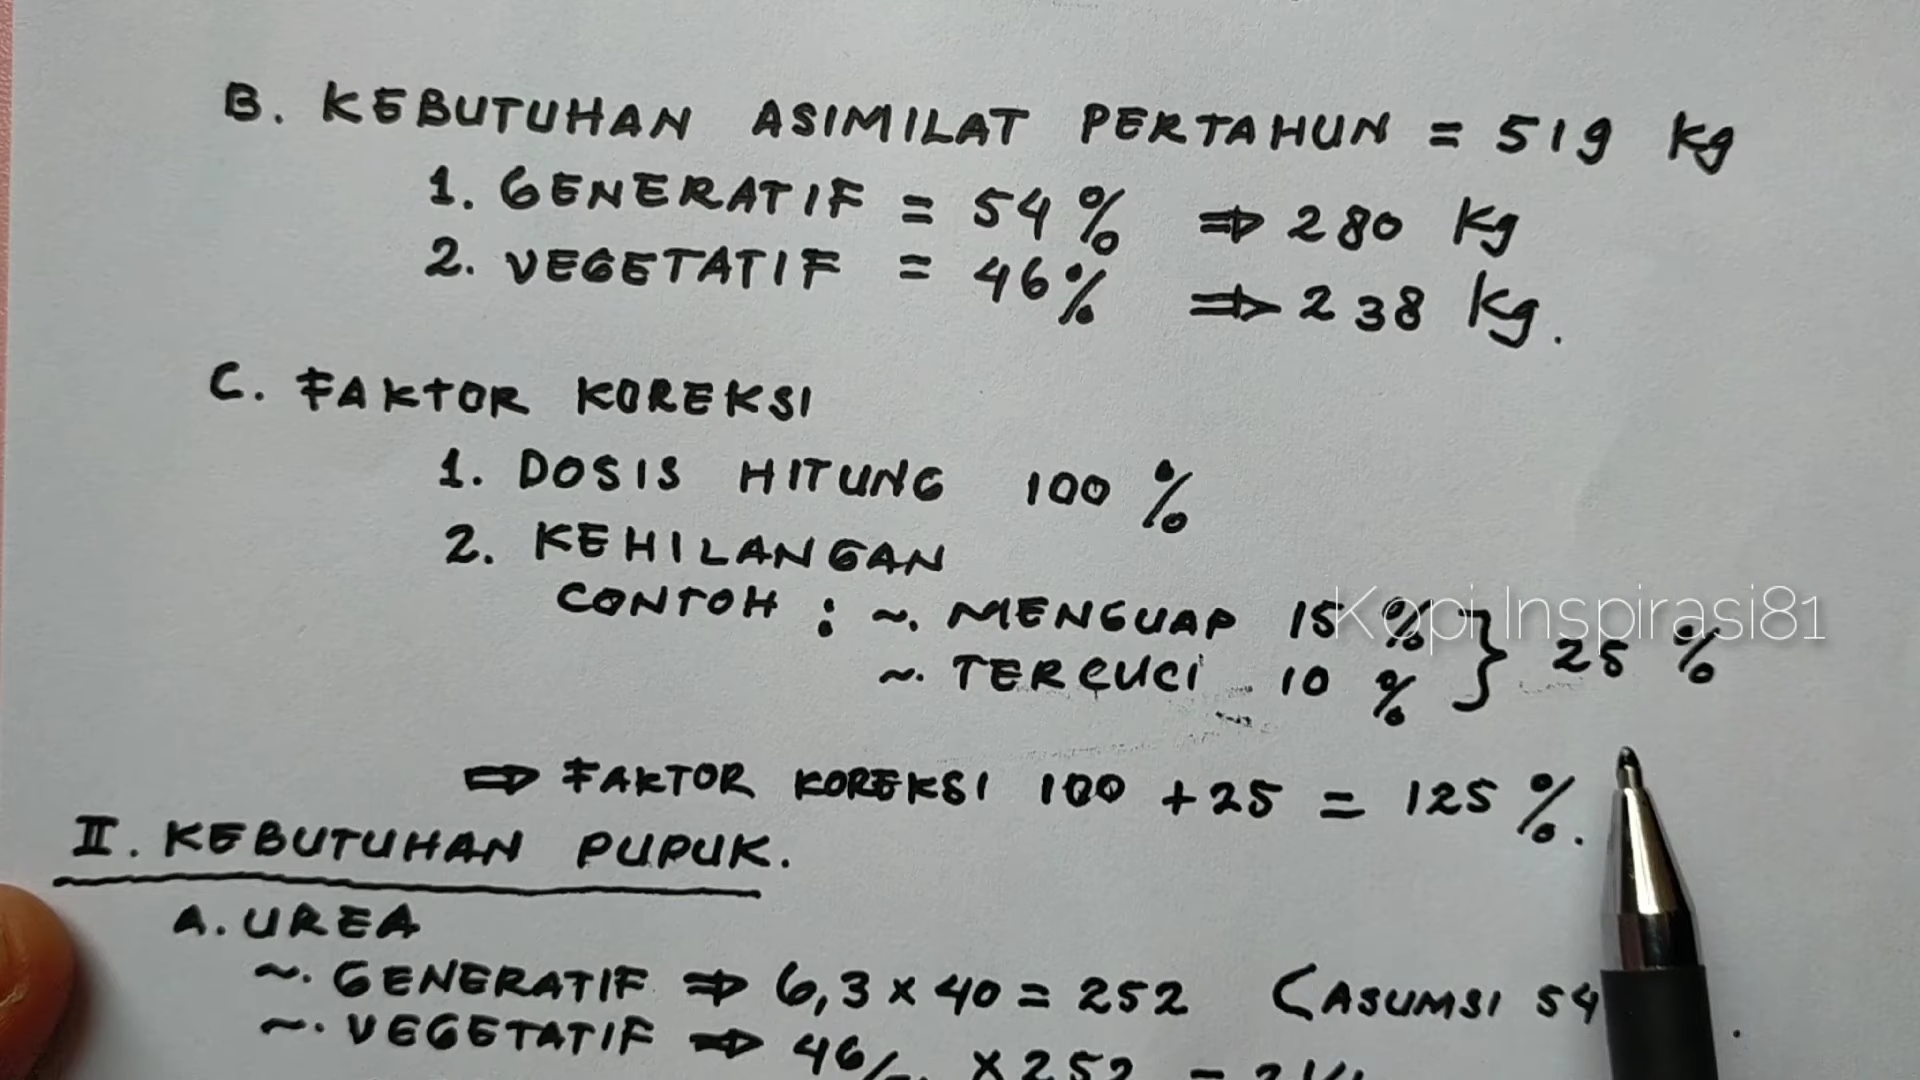 B. KEBUTUHAN ASIMILAT PERTAHUN = 519 Kg
1. GENERATIF = 54% ⇒ 280 Kg
2. VEGETATIF = 46% ⇒ 238 Kg.
C. FAKTOR KOREKSI
1. DOSIS HITUNG 100 %
2. KEHILANGAN
CONTOH : ~. MENGUAP 15 % } 25 %
~. TERCUCI 10 %
Kopi Inspirasi81
⇒ FAKTOR KOREKSI 100 + 25 = 125 %.
II. KEBUTUHAN PUPUK.
A. UREA
~. GENERATIF ⇒ 6,3 x 40 = 252 (ASUMSI 54
~. VEGETATIF ⇒ 46% x 252 =